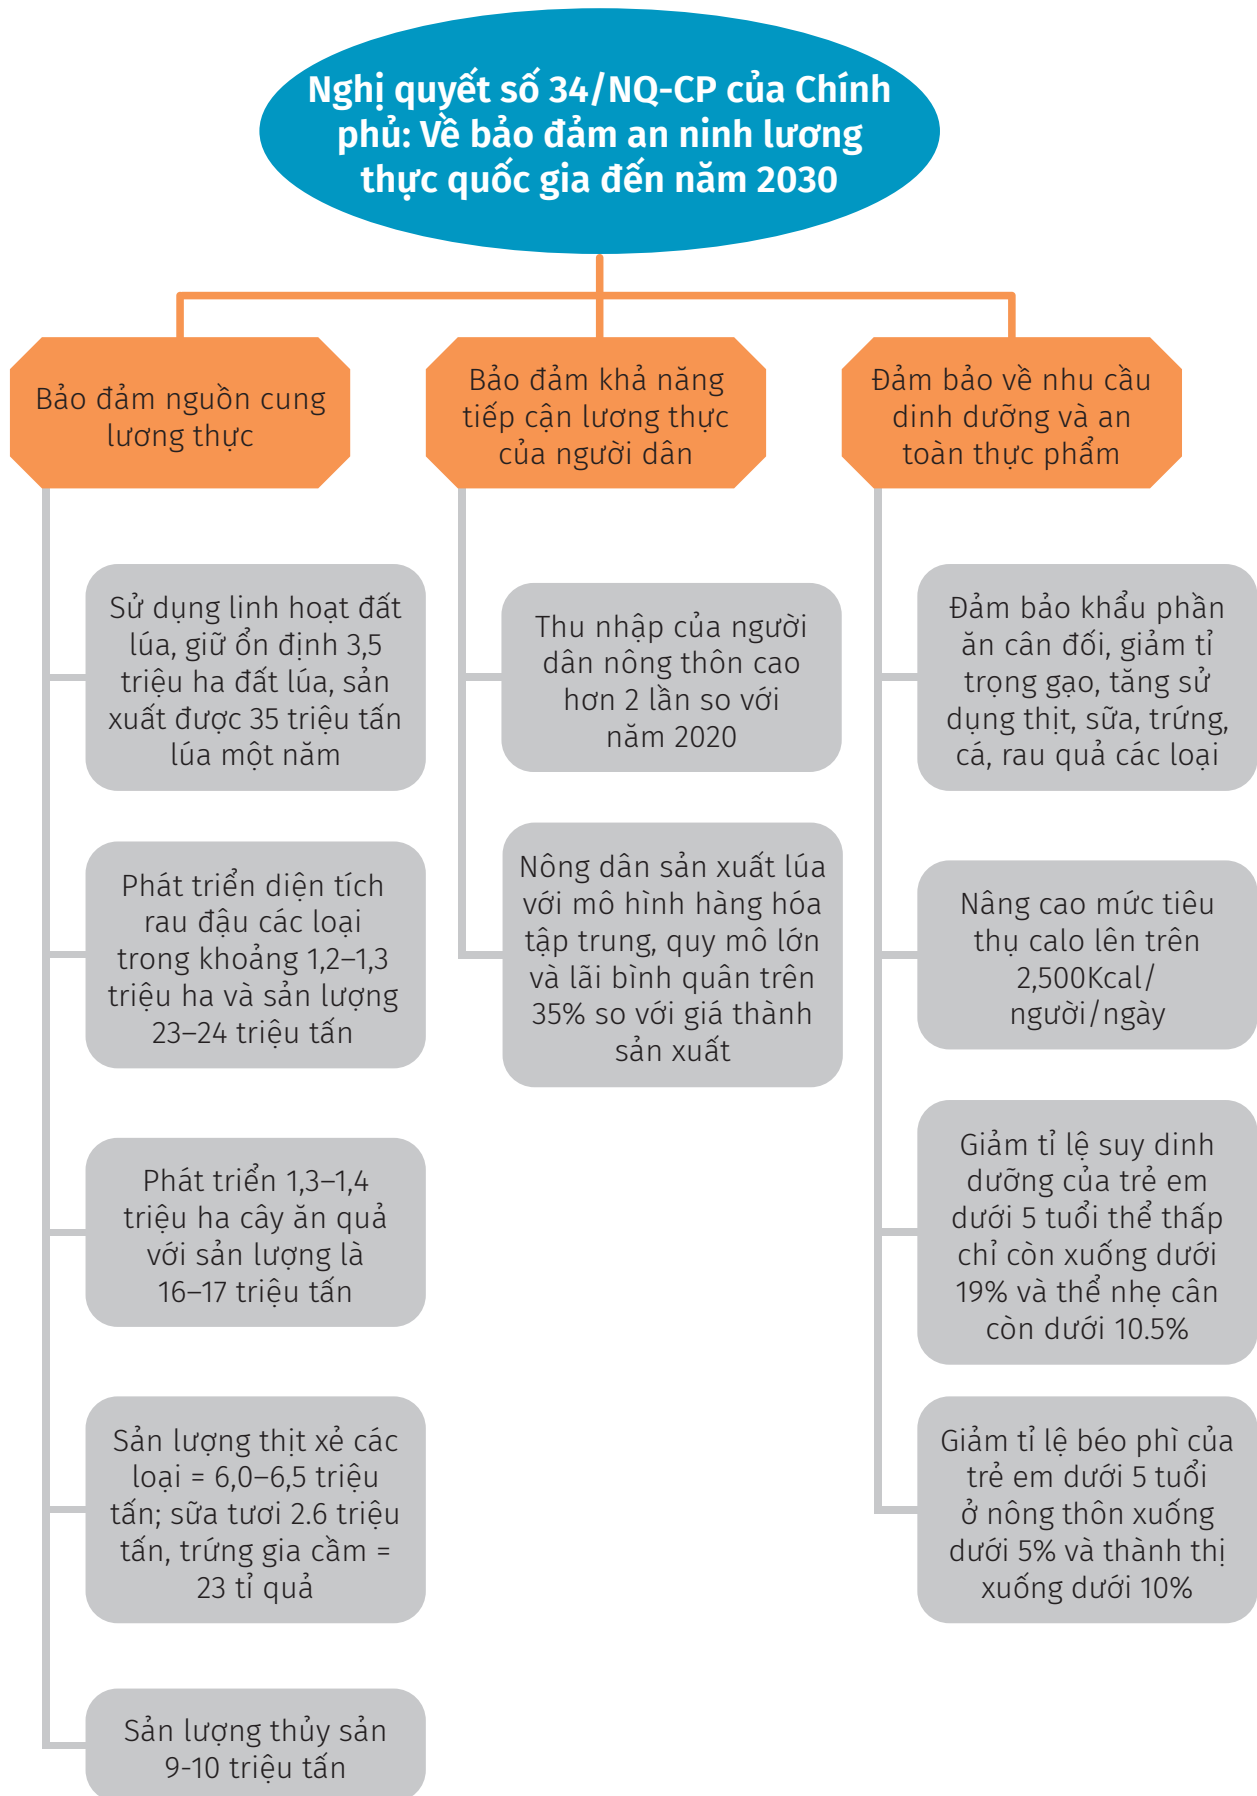 Nghị quyết số 34/NQ-CP của Chính
phủ: Về bảo đảm an ninh lương
thực quốc gia đến năm 2030
Bảo đảm nguồn cung
lương thực
Sử dụng linh hoạt đất
lúa, giữ ổn định 3,5
triệu ha đất lúa, sản
xuất được 35 triệu tấn
lúa một năm
Phát triển diện tích
rau đậu các loại
trong khoảng 1,2–1,3
triệu ha và sản lượng
23–24 triệu tấn
Phát triển 1,3–1,4
triệu ha cây ăn quả
với sản lượng là
16–17 triệu tấn
Sản lượng thịt xẻ các
loại = 6,0–6,5 triệu
tấn; sữa tươi 2.6 triệu
tấn, trứng gia cầm =
23 tỉ quả
Sản lượng thủy sản
9-10 triệu tấn
Bảo đảm khả năng
tiếp cận lương thực
của người dân
Thu nhập của người
dân nông thôn cao
hơn 2 lần so với
năm 2020
Nông dân sản xuất lúa
với mô hình hàng hóa
tập trung, quy mô lớn
và lãi bình quân trên
35% so với giá thành
sản xuất
Đảm bảo về nhu cầu
dinh dưỡng và an
toàn thực phẩm
Đảm bảo khẩu phần
ăn cân đối, giảm tỉ
trọng gạo, tăng sử
dụng thịt, sữa, trứng,
cá, rau quả các loại
Nâng cao mức tiêu
thụ calo lên trên
2,500Kcal/
người/ngày
Giảm tỉ lệ suy dinh
dưỡng của trẻ em
dưới 5 tuổi thể thấp
chỉ còn xuống dưới
19% và thể nhẹ cân
còn dưới 10.5%
Giảm tỉ lệ béo phì của
trẻ em dưới 5 tuổi
ở nông thôn xuống
dưới 5% và thành thị
xuống dưới 10%